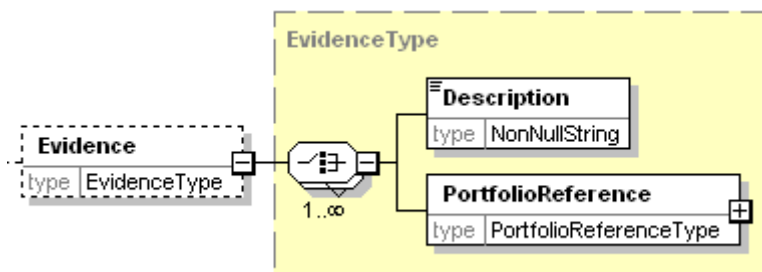 EvidenceType
Description
type NonNullString
Evidence
type EvidenceType
1..∞
PortfolioReference
type PortfolioReferenceType